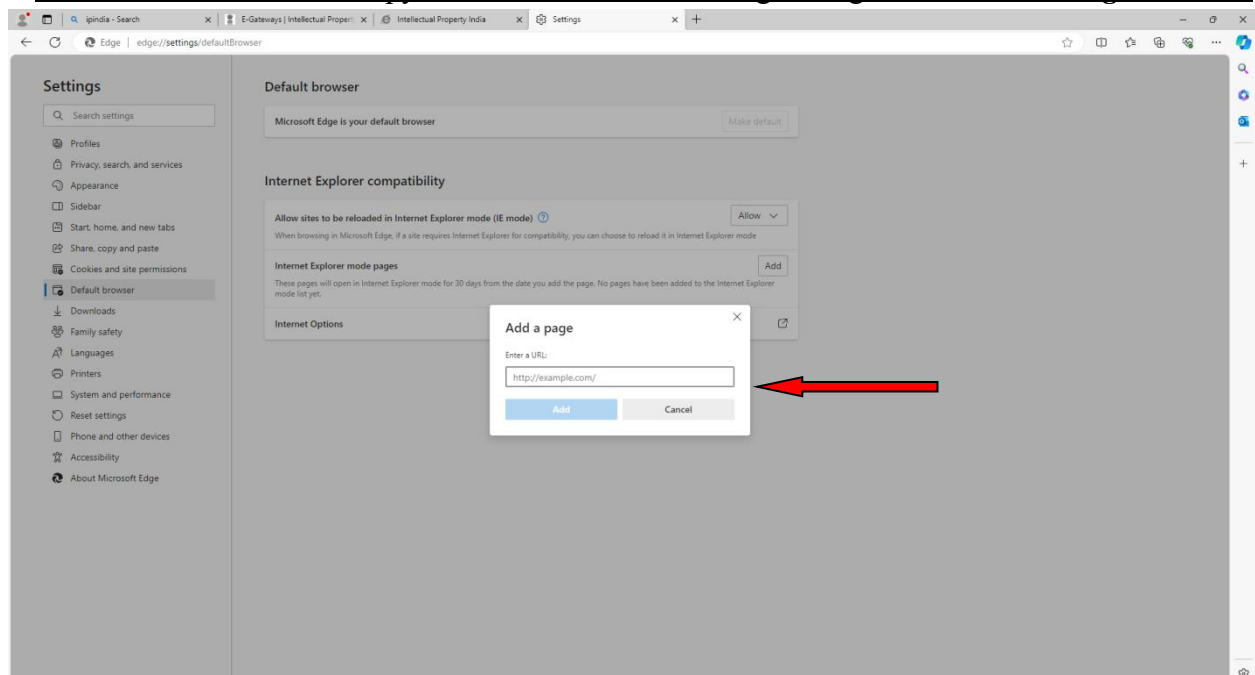 ipindia - Search
E-Gateways | Intellectual Propert
Intellectual Property India
Settings
Edge | edge://settings/defaultBrowser
Settings
Search settings
Profiles
Privacy, search, and services
Appearance
Sidebar
Start, home, and new tabs
Share, copy and paste
Cookies and site permissions
Default browser
Downloads
Family safety
Languages
Printers
System and performance
Reset settings
Phone and other devices
Accessibility
About Microsoft Edge
Default browser
Microsoft Edge is your default browser
Make default
Internet Explorer compatibility
Allow sites to be reloaded in Internet Explorer mode (IE mode)
Allow
When browsing in Microsoft Edge, if a site requires Internet Explorer for compatibility, you can choose to reload it in Internet Explorer mode
Internet Explorer mode pages
Add
These pages will open in Internet Explorer mode for 30 days from the date you add the page. No pages have been added to the Internet Explorer
mode list yet.
Internet Options
Add a page
Enter a URL:
http://example.com/
Add
Cancel